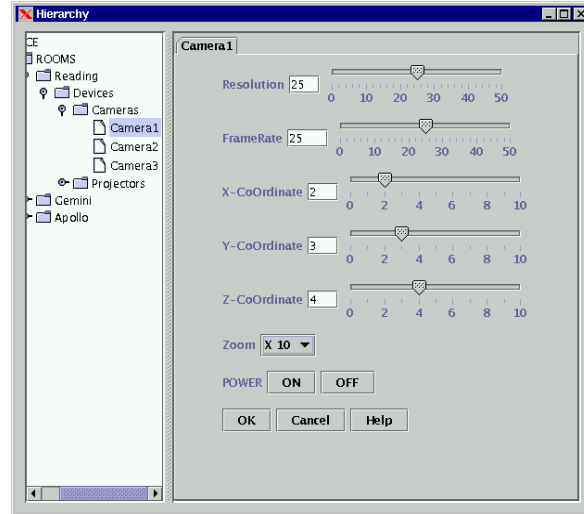 Hierarchy
CE
ROOMS
Reading
Devices
Cameras
Camera1
Camera2
Camera3
Projectors
Gemini
Apollo
Camera1
Resolution 25
0 10 20 30 40 50
FrameRate 25
0 10 20 30 40 50
X-CoOrdinate 2
0 2 4 6 8 10
Y-CoOrdinate 3
0 2 4 6 8 10
Z-CoOrdinate 4
0 2 4 6 8 10
Zoom X 10
POWER ON OFF
OK Cancel Help